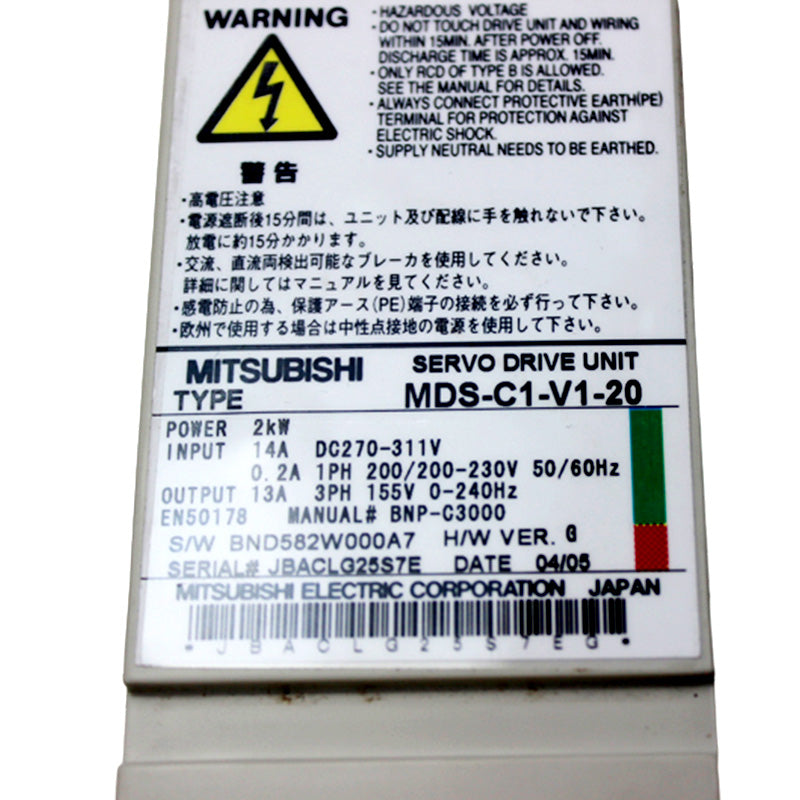 WARNING
・HAZARDOUS VOLTAGE
・DO NOT TOUCH DRIVE UNIT AND WIRING
WITHIN 15MIN. AFTER POWER OFF.
DISCHARGE TIME IS APPROX. 15MIN.
・ONLY RCD OF TYPE B IS ALLOWED.
SEE THE MANUAL FOR DETAILS.
・ALWAYS CONNECT PROTECTIVE EARTH(PE)
TERMINAL FOR PROTECTION AGAINST
ELECTRIC SHOCK.
・SUPPLY NEUTRAL NEEDS TO BE EARTHED.
警告
・高電圧注意
・電源遮断後15分間は、ユニット及び配線に手を触れないで下さい。
放電に約15分かかります。
・交流、直流両検出可能なブレーカを使用してください。
詳細に関してはマニュアルを見てください。
・感電防止の為、保護アース(PE)端子の接続を必ず行って下さい。
・欧州で使用する場合は中性点接地の電源を使用して下さい。
MITSUBISHI SERVO DRIVE UNIT
TYPE MDS-C1-V1-20
POWER 2kW
INPUT 14A DC270-311V
0.2A 1PH 200/200-230V 50/60Hz
OUTPUT 13A 3PH 155V 0-240Hz
EN50178 MANUAL# BNP-C3000
S/W BND582W000A7 H/W VER. G
SERIAL# JBACLG25S7E DATE 04/05
MITSUBISHI ELECTRIC CORPORATION JAPAN
* J B A C L G 2 5 S 7 E G *